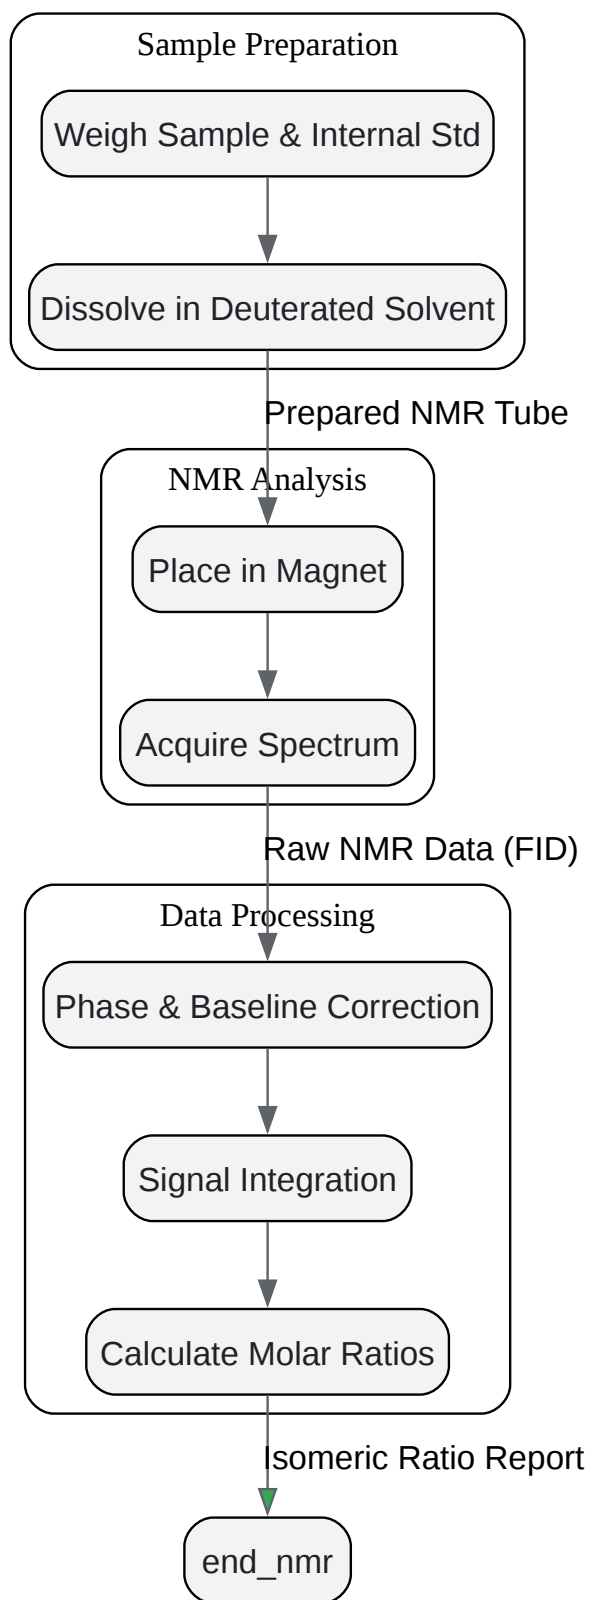 Sample Preparation
Weigh Sample & Internal Std
Dissolve in Deuterated Solvent
Prepared NMR Tube
NMR Analysis
Place in Magnet
Acquire Spectrum
Raw NMR Data (FID)
Data Processing
Phase & Baseline Correction
Signal Integration
Calculate Molar Ratios
Isomeric Ratio Report
end_nmr